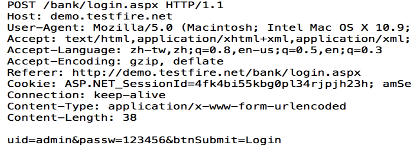 POST /bank/login.aspx HTTP/1.1
Host: demo.testfire.net
User-Agent: Mozilla/5.0 (Macintosh; Intel Mac OS X 10.9;
Accept: text/html,application/xhtml+xml,application/xml;
Accept-Language: zh-tw,zh;q=0.8,en-us;q=0.5,en;q=0.3
Accept-Encoding: gzip, deflate
Referer: http://demo.testfire.net/bank/login.aspx
Cookie: ASP.NET_SessionId=4fk4bi55kbg0pl34rjpjh23h; amSe
Connection: keep-alive
Content-Type: application/x-www-form-urlencoded
Content-Length: 38
uid=admin&passw=123456&btnSubmit=Login